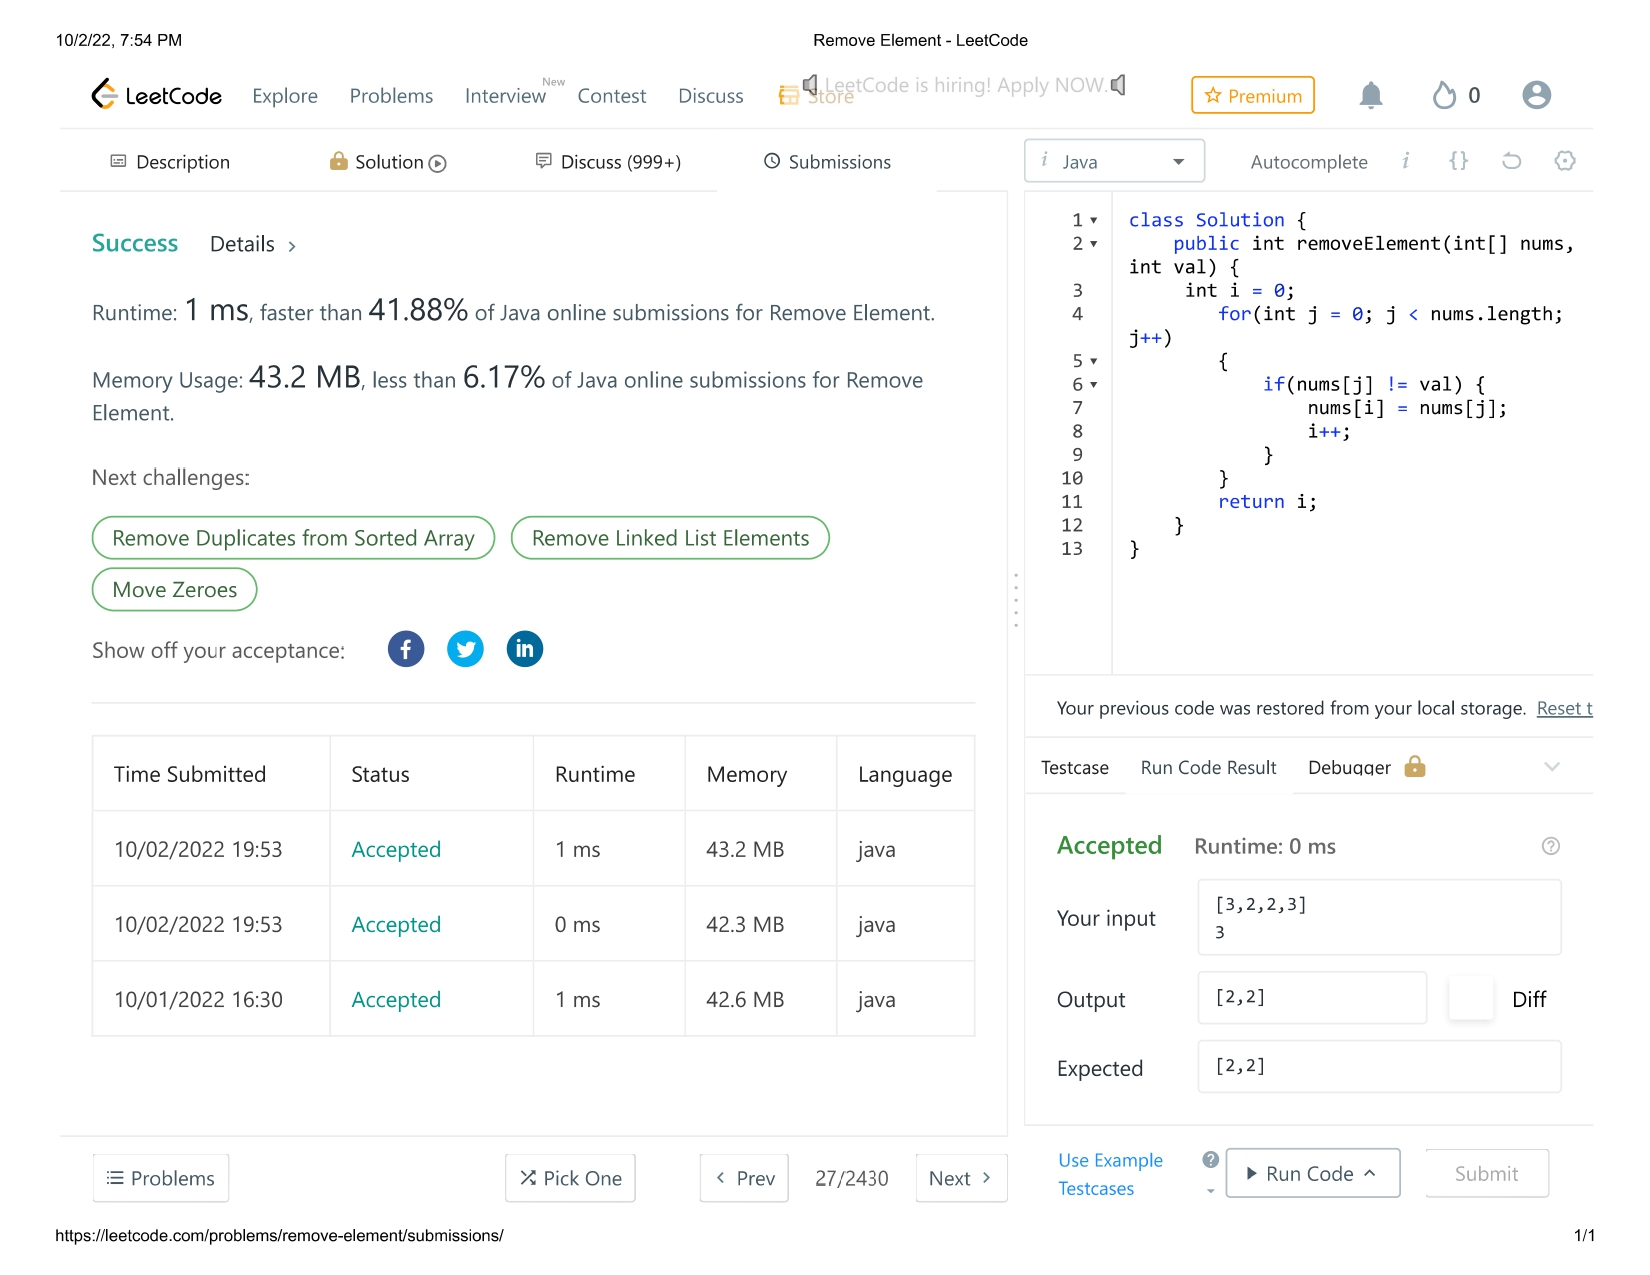 10/2/22, 7:54 PM
Remove Element - LeetCode
LeetCode
Explore
Problems
Interview
New
Contest
Discuss
Store
LeetCode is hiring! Apply NOW.
Premium
0
Description
Solution
Discuss (999+)
Submissions
Success
Details
Runtime: 1 ms, faster than 41.88% of Java online submissions for Remove Element.
Memory Usage: 43.2 MB, less than 6.17% of Java online submissions for Remove
Element.
Next challenges:
Remove Duplicates from Sorted Array
Remove Linked List Elements
Move Zeroes
Show off your acceptance:
Time Submitted Status Runtime Memory Language
10/02/2022 19:53 Accepted 1 ms 43.2 MB java
10/02/2022 19:53 Accepted 0 ms 42.3 MB java
10/01/2022 16:30 Accepted 1 ms 42.6 MB java
Problems
Pick One
Prev
27/2430
Next
i Java
Autocomplete
i
{}
1 class Solution {
2     public int removeElement(int[] nums,
int val) {
3      int i = 0;
4         for(int j = 0; j < nums.length;
j++)
5         {
6             if(nums[j] != val) {
7                 nums[i] = nums[j];
8                 i++;
9             }
10         }
11         return i;
12     }
13 }
Your previous code was restored from your local storage. Reset t
Testcase
Run Code Result
Debugger
Accepted
Runtime: 0 ms
?
Your input
[3,2,2,3]
3
Output
[2,2]
Diff
Expected
[2,2]
Use Example
Testcases
?
Run Code
Submit
https://leetcode.com/problems/remove-element/submissions/
1/1